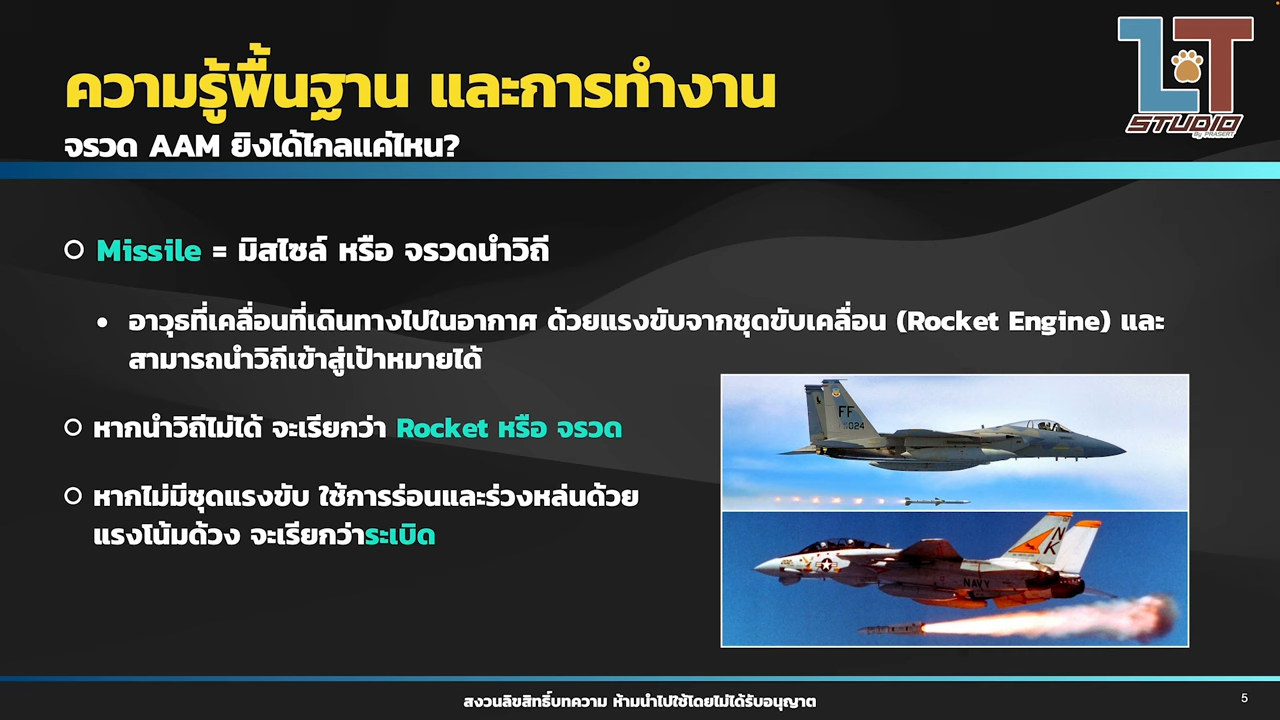 ความรู้พื้นฐาน และการทำงาน
จรวด AAM ยิงได้ไกลแค่ไหน?
LT
STUDIO
By PRASERT
Missile = มิสไซล์ หรือ จรวดนำวิถี
อาวุธที่เคลื่อนที่เดินทางไปในอากาศ ด้วยแรงขับจากชุดขับเคลื่อน (Rocket Engine) และ
สามารถนำวิถีเข้าสู่เป้าหมายได้
หากนำวิถีไม่ได้ จะเรียกว่า Rocket หรือ จรวด
หากไม่มีชุดแรงขับ ใช้การร่อนและร่วงหล่นด้วย
แรงโน้มด้วง จะเรียกว่าระเบิด
FF
024
NK
NAVY
สงวนลิขสิทธิ์บทความ ห้ามนำไปใช้โดยไม่ได้รับอนุญาต
5